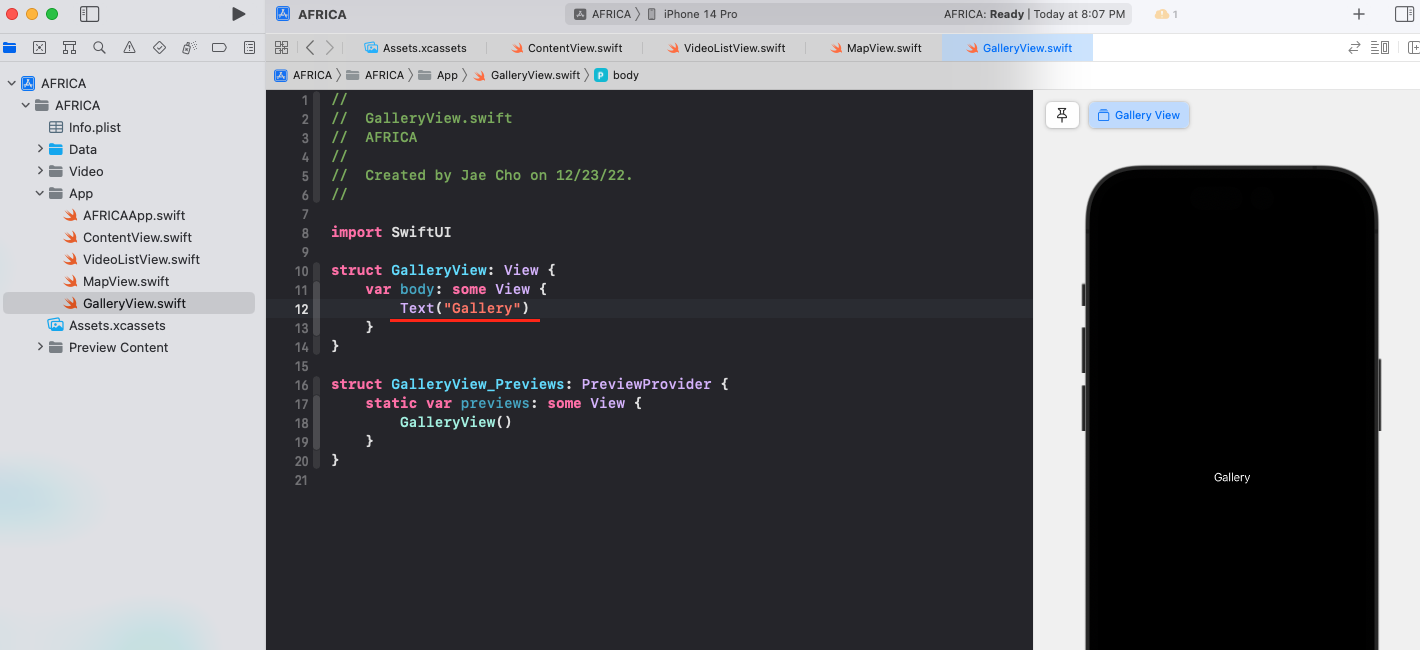 AFRICA
AFRICA 〉 iPhone 14 Pro
AFRICA: Ready | Today at 8:07 PM
1
Assets.xcassets
ContentView.swift
VideoListView.swift
MapView.swift
GalleryView.swift
AFRICA 〉 AFRICA 〉 App 〉 GalleryView.swift 〉 P body
AFRICA
AFRICA
Info.plist
Data
Video
App
AFRICAApp.swift
ContentView.swift
VideoListView.swift
MapView.swift
GalleryView.swift
Assets.xcassets
Preview Content
1 //
2 //  GalleryView.swift
3 //  AFRICA
4 //
5 //  Created by Jae Cho on 12/23/22.
6 //
7
8 import SwiftUI
9
10 struct GalleryView: View {
11     var body: some View {
12         Text("Gallery")
13     }
14 }
15
16 struct GalleryView_Previews: PreviewProvider {
17     static var previews: some View {
18         GalleryView()
19     }
20 }
21
Gallery View
Gallery